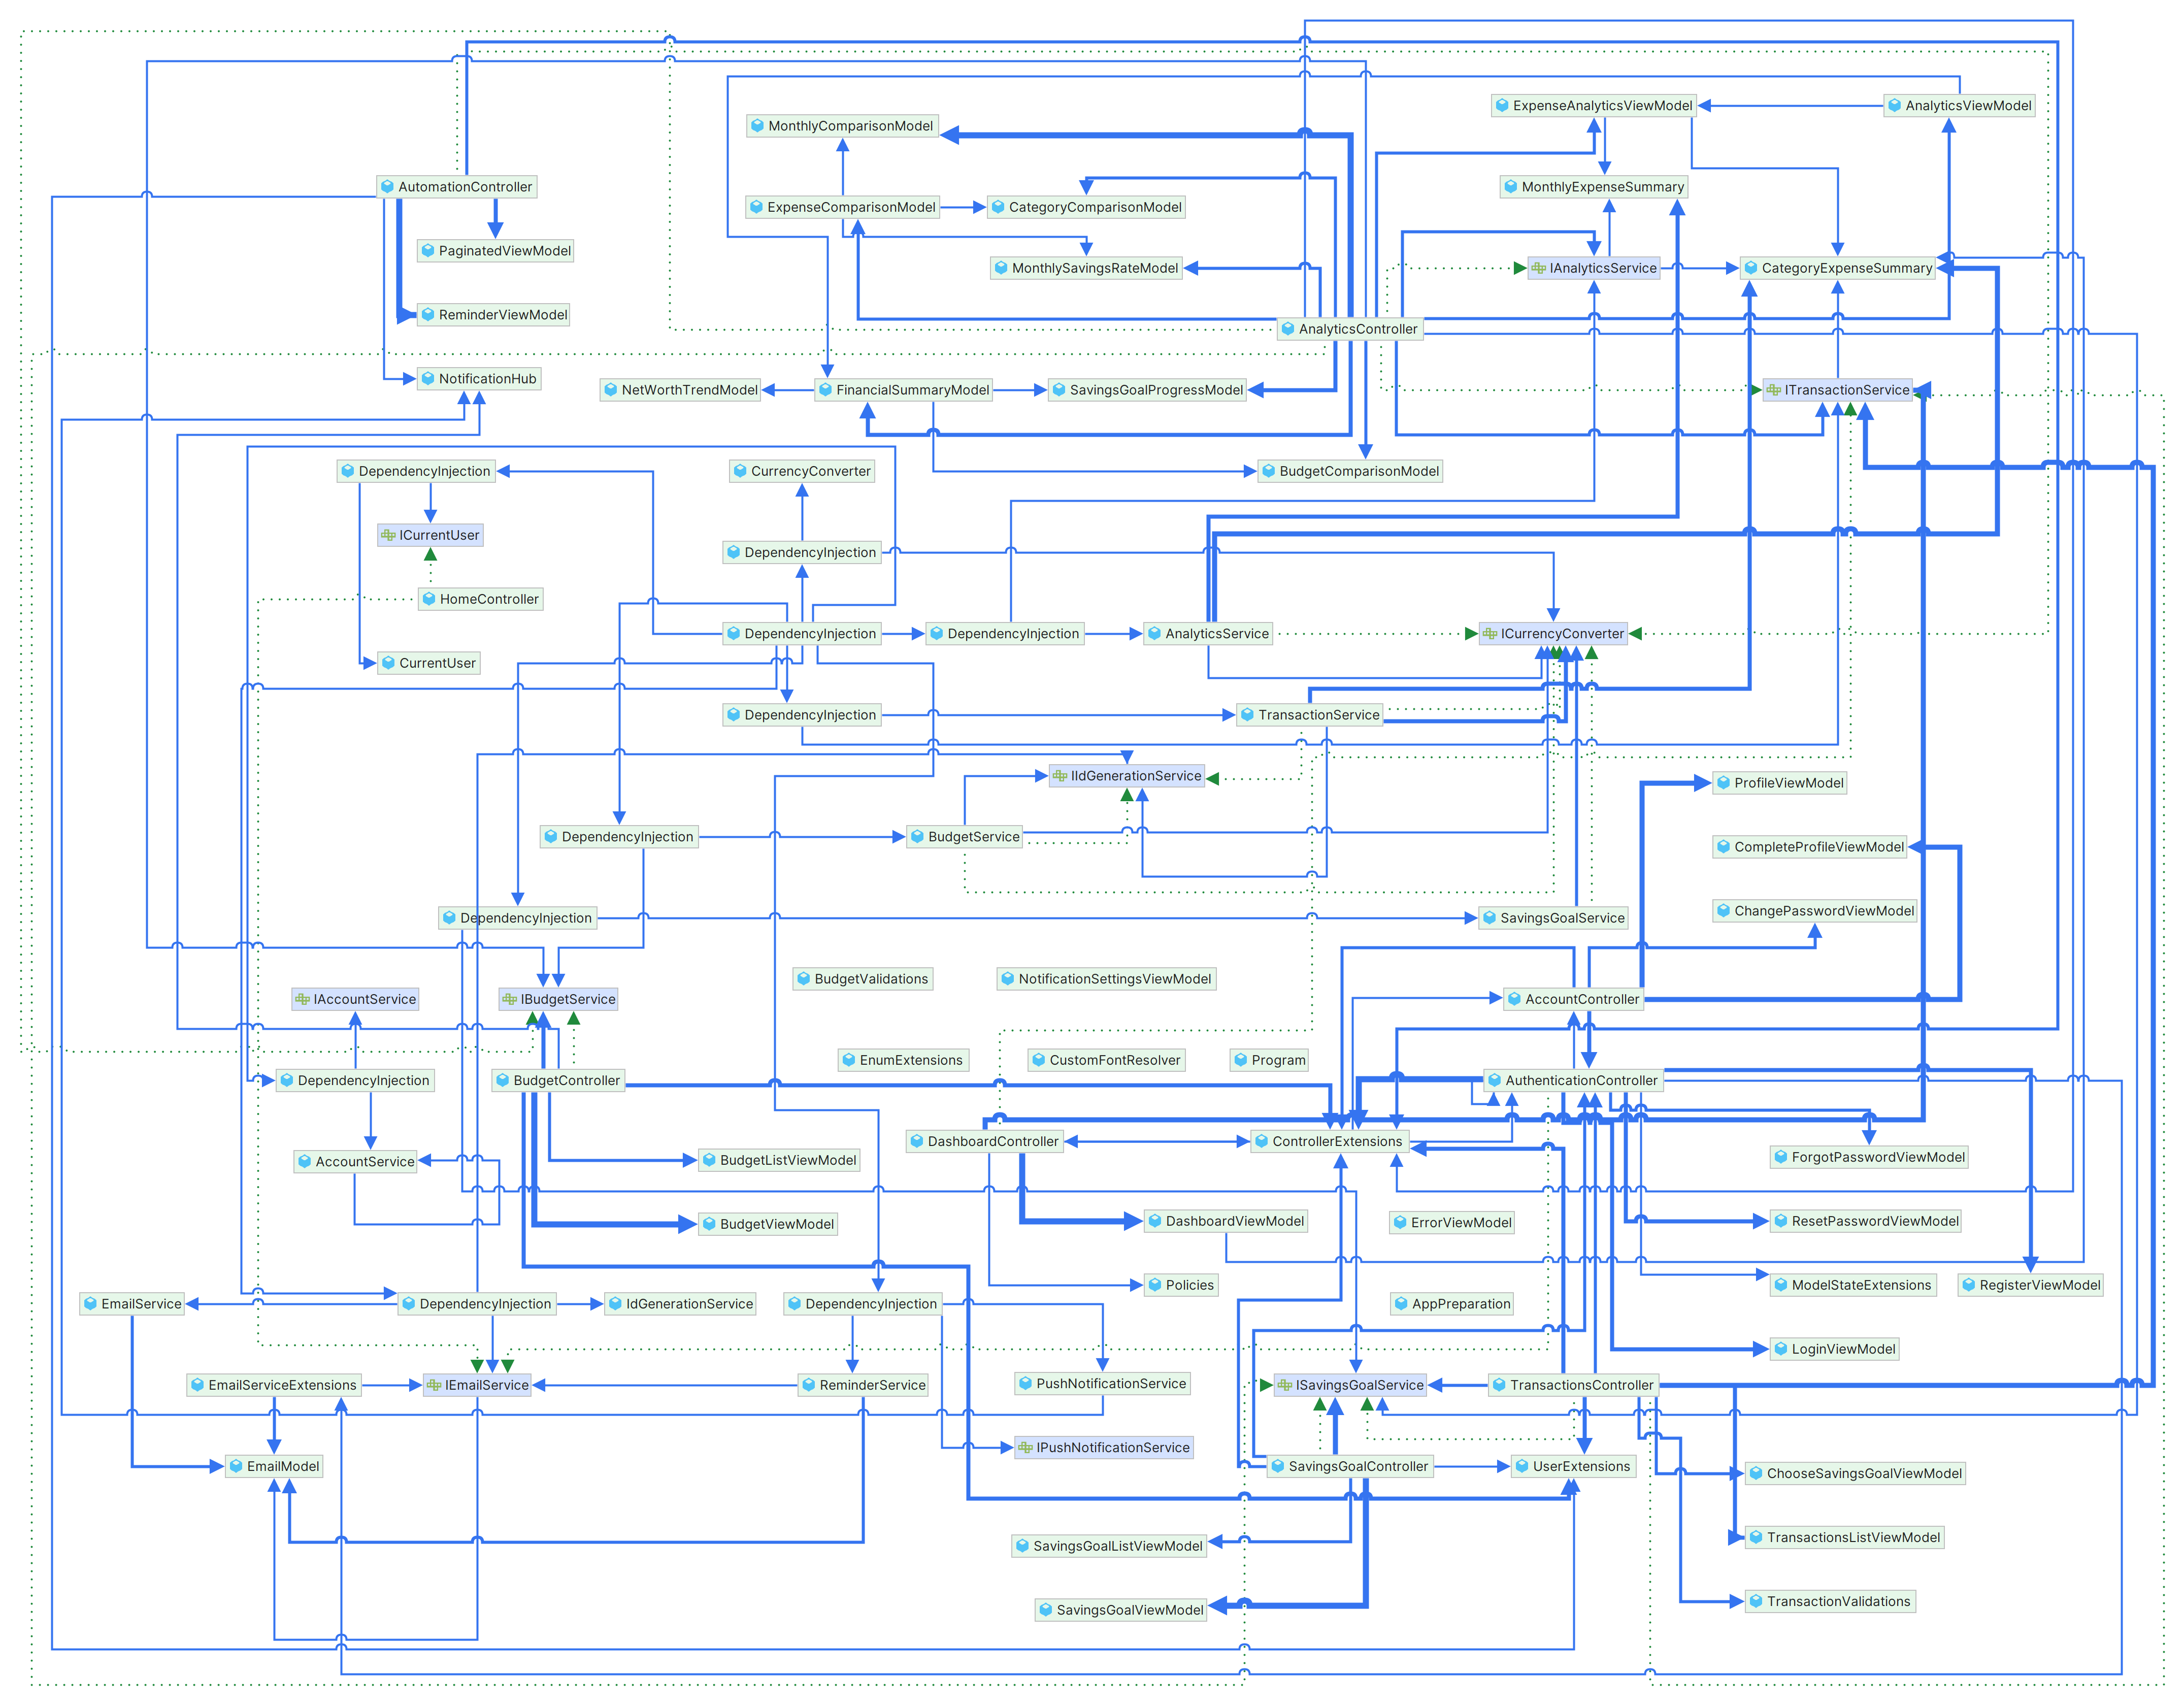 ExpenseAnalyticsViewModel
AnalyticsViewModel
MonthlyComparisonModel
AutomationController
MonthlyExpenseSummary
ExpenseComparisonModel
CategoryComparisonModel
PaginatedViewModel
MonthlySavingsRateModel
IAnalyticsService
CategoryExpenseSummary
ReminderViewModel
AnalyticsController
NotificationHub
NetWorthTrendModel
FinancialSummaryModel
SavingsGoalProgressModel
ITransactionService
DependencyInjection
CurrencyConverter
BudgetComparisonModel
ICurrentUser
DependencyInjection
HomeController
DependencyInjection
DependencyInjection
AnalyticsService
ICurrencyConverter
CurrentUser
DependencyInjection
TransactionService
IIdGenerationService
ProfileViewModel
DependencyInjection
BudgetService
CompleteProfileViewModel
DependencyInjection
SavingsGoalService
ChangePasswordViewModel
BudgetValidations
NotificationSettingsViewModel
IAccountService
IBudgetService
AccountController
EnumExtensions
CustomFontResolver
Program
DependencyInjection
BudgetController
AuthenticationController
DashboardController
ControllerExtensions
AccountService
BudgetListViewModel
ForgotPasswordViewModel
BudgetViewModel
DashboardViewModel
ErrorViewModel
ResetPasswordViewModel
Policies
ModelStateExtensions
RegisterViewModel
EmailService
DependencyInjection
IdGenerationService
DependencyInjection
AppPreparation
LoginViewModel
EmailServiceExtensions
IEmailService
ReminderService
PushNotificationService
ISavingsGoalService
TransactionsController
IPushNotificationService
EmailModel
SavingsGoalController
UserExtensions
ChooseSavingsGoalViewModel
SavingsGoalListViewModel
TransactionsListViewModel
SavingsGoalViewModel
TransactionValidations